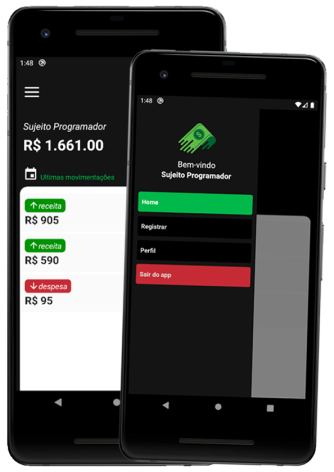 1:48
Sujeito Programador
R$ 1.661.00
Ultimas movimentações
receita
R$ 905
receita
R$ 590
despesa
R$ 95
1:48
Bem-vindo
Sujeito Programador
Home
Registrar
Perfil
Sair do app